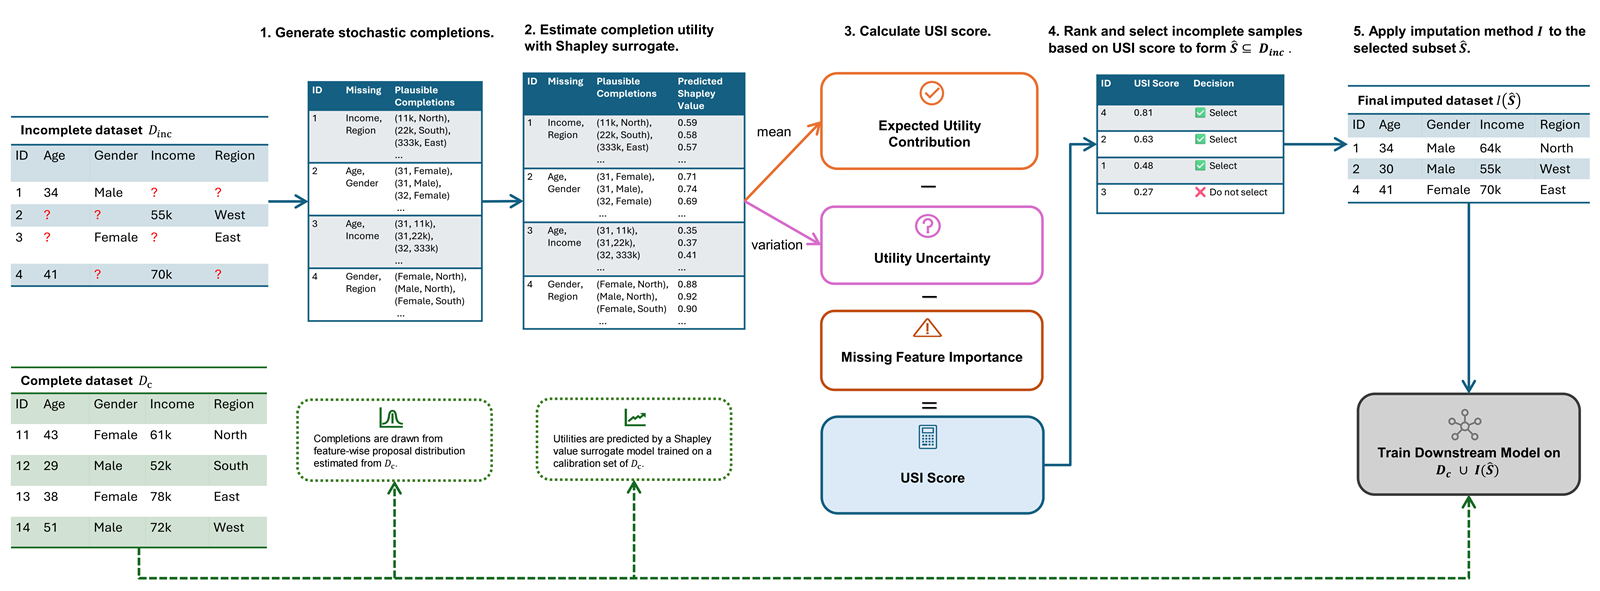 1. Generate stochastic completions.
2. Estimate completion utility
with Shapley surrogate.
3. Calculate USI score.
4. Rank and select incomplete samples
based on USI score to form Ŝ ⊆ D_inc .
5. Apply imputation method I to the
selected subset Ŝ.
Incomplete dataset D_inc
ID Age Gender Income Region
1 34 Male ? ?
2 ? ? 55k West
3 ? Female ? East
4 41 ? 70k ?
ID Missing Plausible
Completions
1 Income, (11k, North),
Region (22k, South),
(333k, East)
...
2 Age, (31, Female),
Gender (31, Male),
(32, Female)
...
3 Age, (31, 11k),
Income (31,22k),
(32, 333k)
...
4 Gender, (Female, North),
Region (Male, North),
(Female, South)
...
ID Missing Plausible Predicted
Completions Shapley
Value
1 Income, (11k, North), 0.59
Region (22k, South), 0.58
(333k, East) 0.57
... ...
2 Age, (31, Female), 0.71
Gender (31, Male), 0.74
(32, Female) 0.69
... ...
3 Age, (31, 11k), 0.35
Income (31,22k), 0.37
(32, 333k) 0.41
... ...
4 Gender, (Female, North), 0.88
Region (Male, North), 0.92
(Female, South) 0.90
... ...
mean
variation
Expected Utility
Contribution
−
Utility Uncertainty
−
Missing Feature Importance
=
USI Score
ID USI Score Decision
4 0.81 ✅ Select
2 0.63 ✅ Select
1 0.48 ✅ Select
3 0.27 ❌ Do not select
Final imputed dataset I(Ŝ)
ID Age Gender Income Region
1 34 Male 64k North
2 30 Male 55k West
4 41 Female 70k East
Complete dataset D_c
ID Age Gender Income Region
11 43 Female 61k North
12 29 Male 52k South
13 38 Female 78k East
14 51 Male 72k West
Completions are drawn from
feature-wise proposal distribution
estimated from D_c.
Utilities are predicted by a Shapley
value surrogate model trained on a
calibration set of D_c.
Train Downstream Model on
D_c ∪ I(Ŝ)